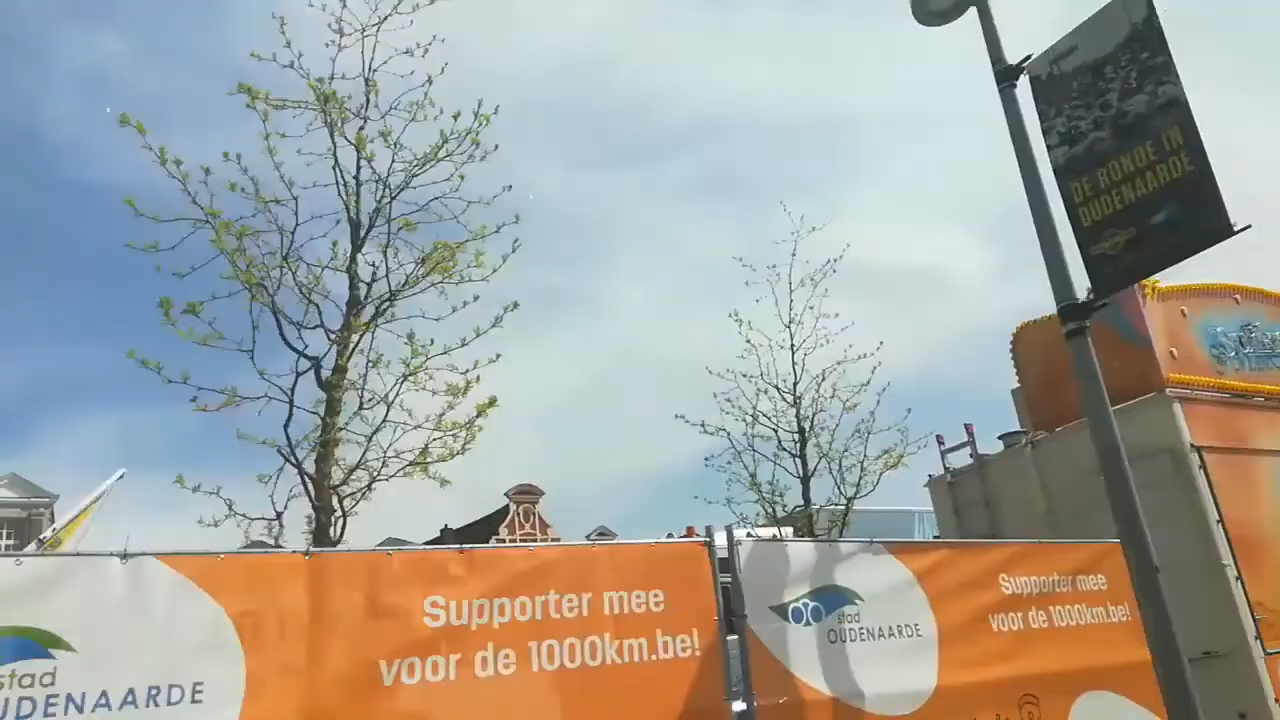 DE RONDE IN
OUDENAARDE
Supporter mee
voor de 1000km.be!
stad
OUDENAARDE
Supporter mee
voor de 1000km.be!
stad
UDENAARDE